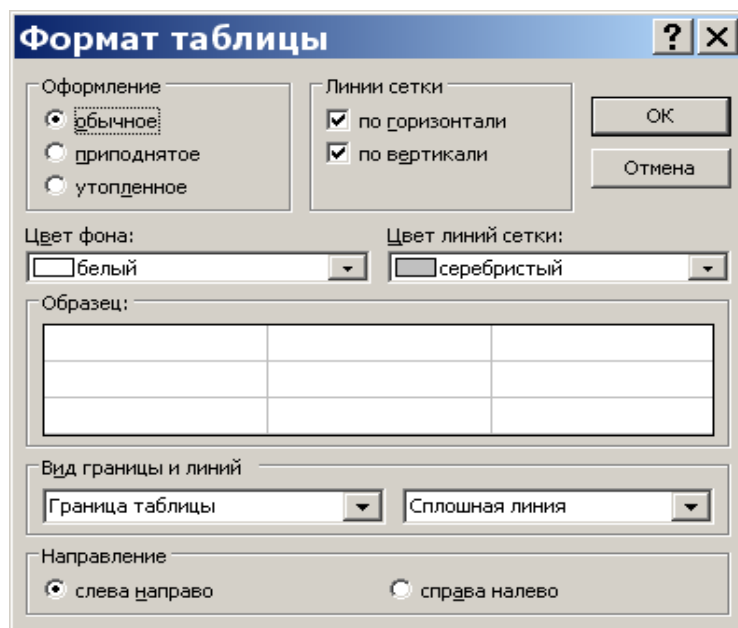 Формат таблицы
Оформление
обычное
приподнятое
утопленное
Линии сетки
по горизонтали
по вертикали
ОК
Отмена
Цвет фона:
белый
Цвет линий сетки:
серебристый
Образец:
Вид границы и линий
Граница таблицы
Сплошная линия
Направление
слева направо
справа налево